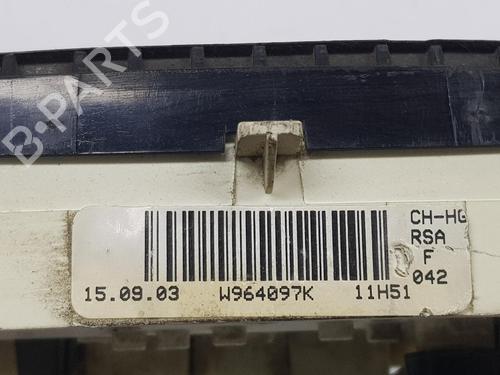 B-PARTS
CH-HG
RSA
F
042
15.09.03 W964097K 11H51